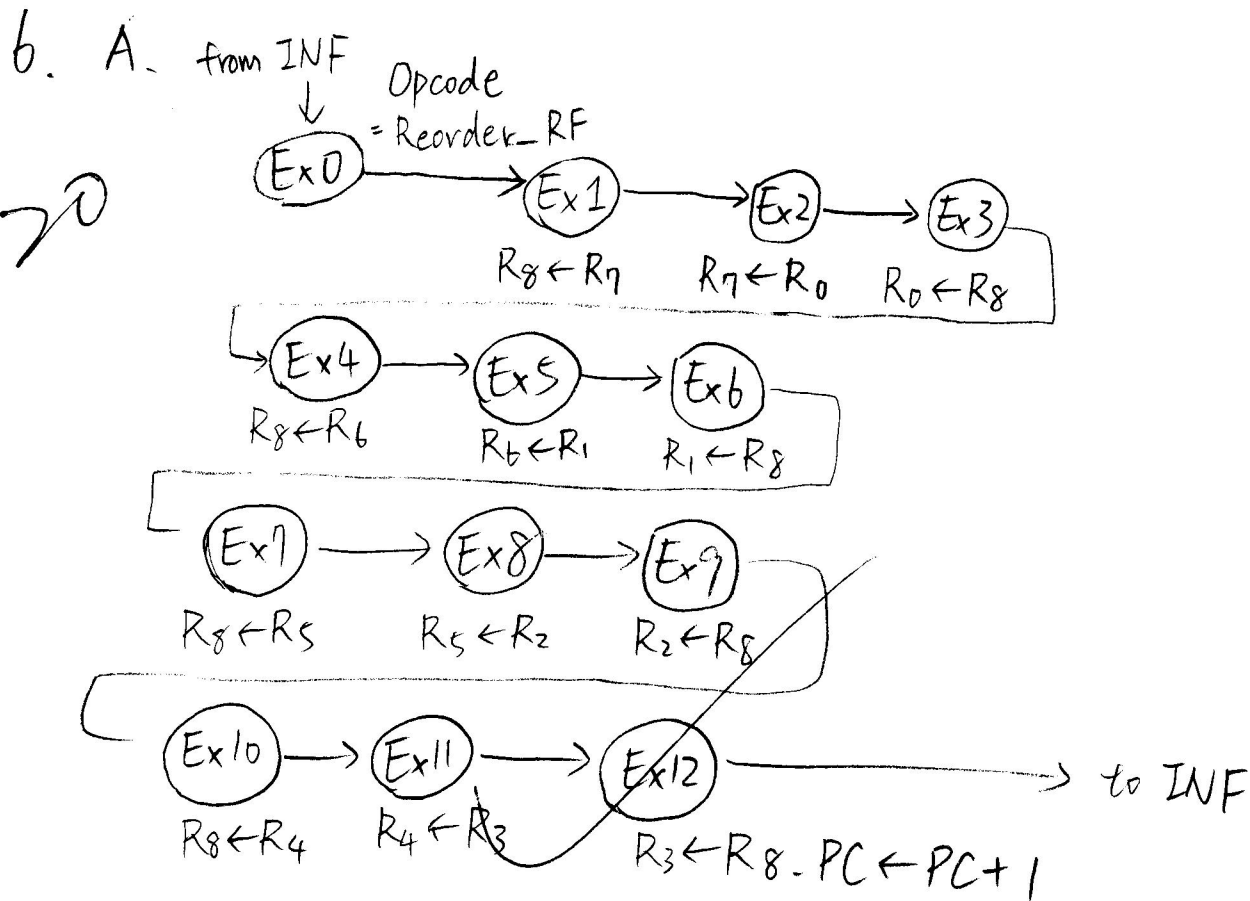 6. A. from INF
Opcode
= Reorder_RF
Ex0 Ex1 Ex2 Ex3
R8←R7 R7←R0 R0←R8
Ex4 Ex5 Ex6
R8←R6 R6←R1 R1←R8
Ex7 Ex8 Ex9
R8←R5 R5←R2 R2←R8
Ex10 Ex11 Ex12 to INF
R8←R4 R4←R3 R3←R8. PC←PC+1